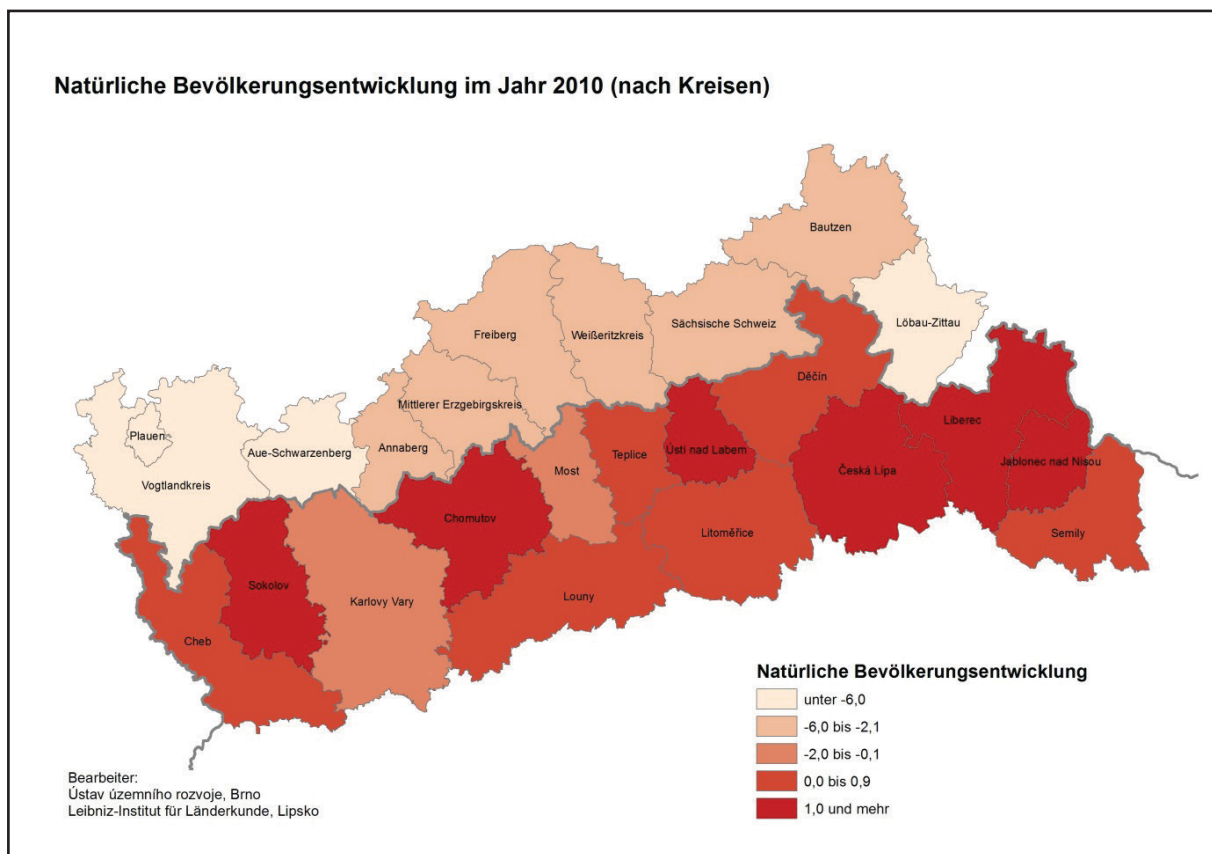 Natürliche Bevölkerungsentwicklung im Jahr 2010 (nach Kreisen)
Bautzen
Löbau-Zittau
Sächsische Schweiz
Freiberg
Weißeritzkreis
Děčín
Mittlerer Erzgebirgskreis
Liberec
Plauen
Annaberg
Aue-Schwarzenberg
Teplice
Ústí nad Labem
Most
Česká Lípa
Jablonec nad Nisou
Vogtlandkreis
Chomutov
Litoměřice
Semily
Sokolov
Karlovy Vary
Louny
Cheb
Natürliche Bevölkerungsentwicklung
unter -6,0
-6,0 bis -2,1
-2,0 bis -0,1
0,0 bis 0,9
1,0 und mehr
Bearbeiter:
Ústav územního rozvoje, Brno
Leibniz-Institut für Länderkunde, Lipsko